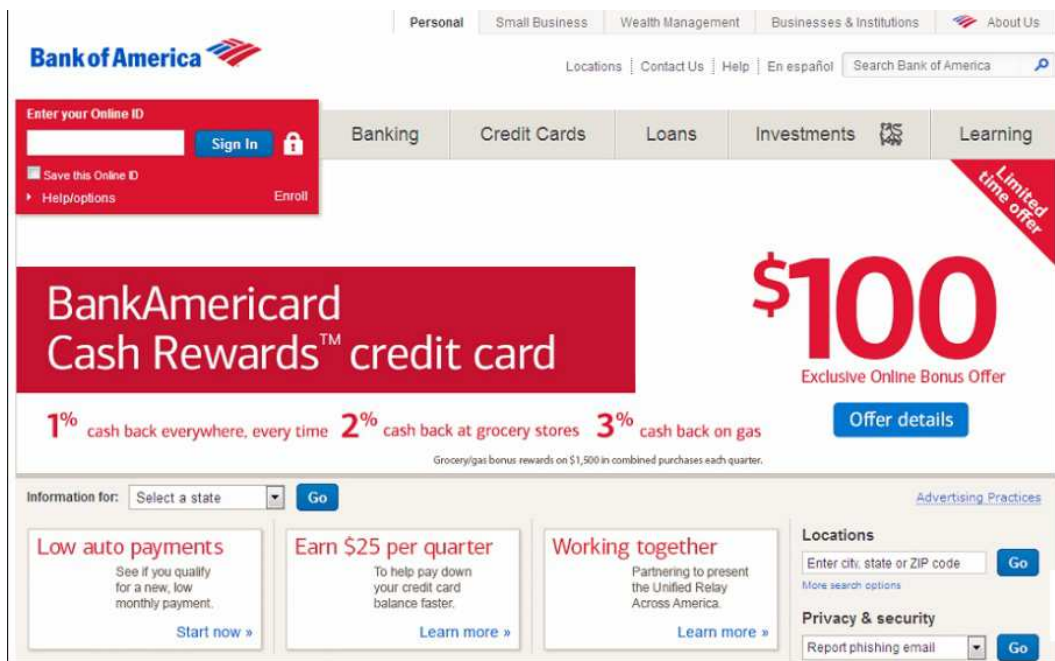 Personal
Small Business
Wealth Management
Businesses & Institutions
About Us
Bank of America
Locations
Contact Us
Help
En español
Search Bank of America
Enter your Online ID
Sign In
Save this Online ID
Help/options
Enroll
Banking
Credit Cards
Loans
Investments
Learning
Limited
time offer
BankAmericard
Cash Rewards™ credit card
$100
Exclusive Online Bonus Offer
Offer details
1% cash back everywhere, every time 2% cash back at grocery stores 3% cash back on gas
Grocery/gas bonus rewards on $1,500 in combined purchases each quarter.
Information for:
Select a state
Go
Advertising Practices
Low auto payments
See if you qualify
for a new, low
monthly payment.
Start now »
Earn $25 per quarter
To help pay down
your credit card
balance faster.
Learn more »
Working together
Partnering to present
the Unified Relay
Across America.
Learn more »
Locations
Enter city, state or ZIP code
Go
More search options
Privacy & security
Report phishing email
Go